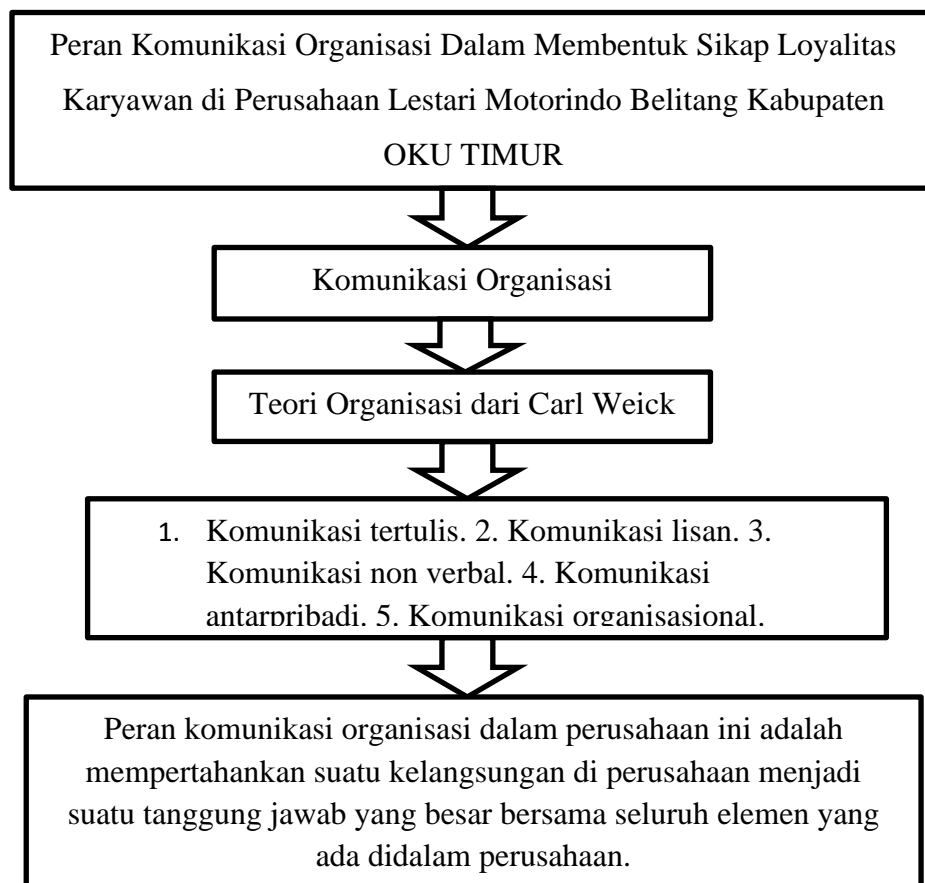 Peran Komunikasi Organisasi Dalam Membentuk Sikap Loyalitas
Karyawan di Perusahaan Lestari Motorindo Belitang Kabupaten
OKU TIMUR
Komunikasi Organisasi
Teori Organisasi dari Carl Weick
1. Komunikasi tertulis. 2. Komunikasi lisan. 3.
Komunikasi non verbal. 4. Komunikasi
antarpribadi. 5. Komunikasi organisasional.
Peran komunikasi organisasi dalam perusahaan ini adalah
mempertahankan suatu kelangsungan di perusahaan menjadi
suatu tanggung jawab yang besar bersama seluruh elemen yang
ada didalam perusahaan.